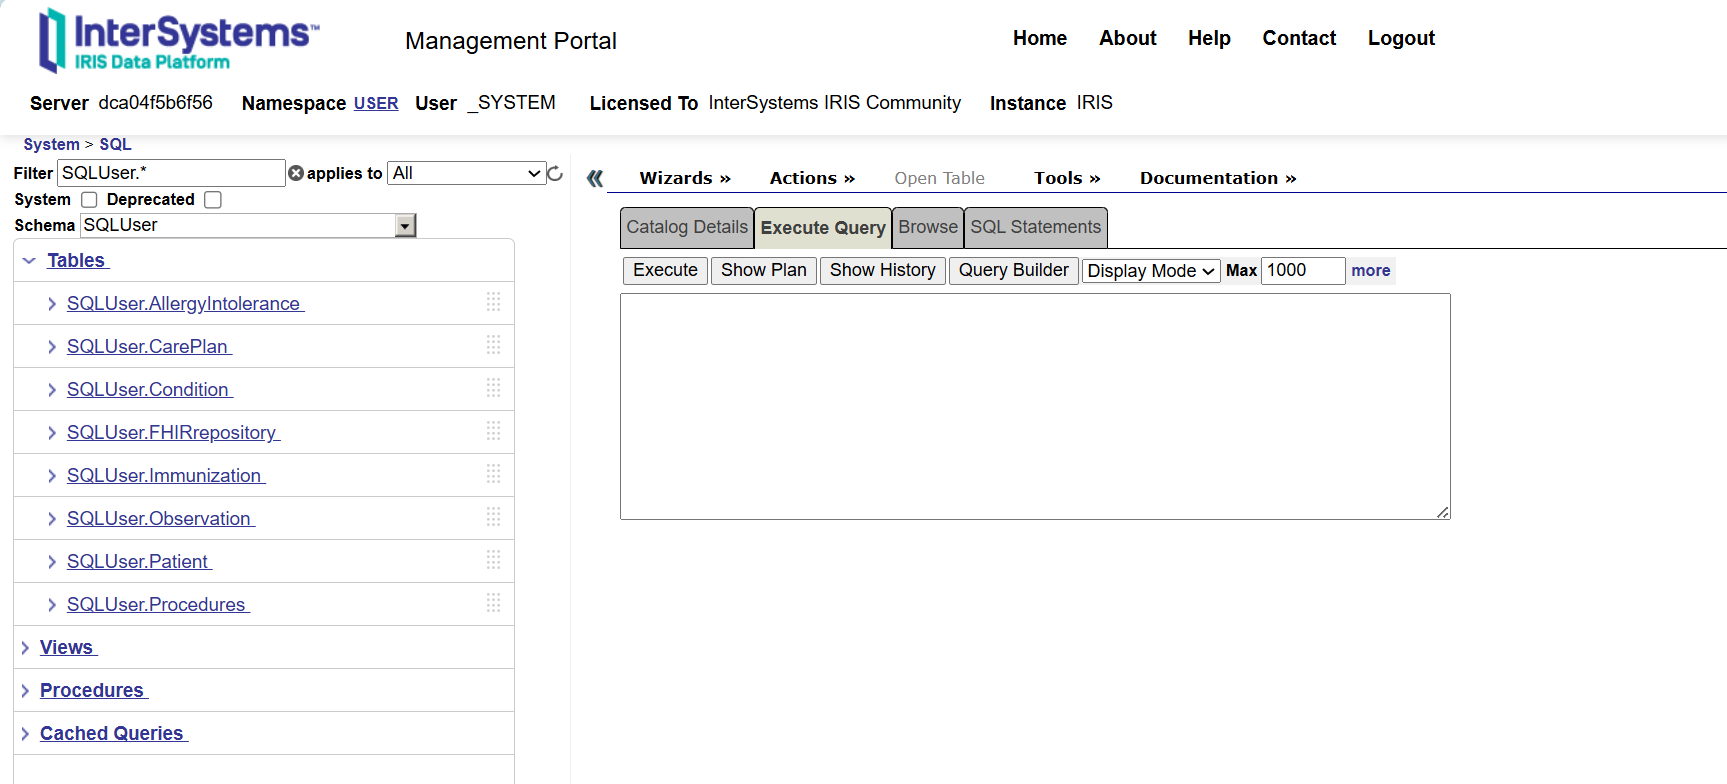 InterSystems™
IRIS Data Platform
Management Portal
Home About Help Contact Logout
Server dca04f5b6f56 Namespace USER User _SYSTEM Licensed To InterSystems IRIS Community Instance IRIS
System > SQL
Filter SQLUser.* applies to All
System Deprecated
Schema SQLUser
Tables
SQLUser.AllergyIntolerance
SQLUser.CarePlan
SQLUser.Condition
SQLUser.FHIRrepository
SQLUser.Immunization
SQLUser.Observation
SQLUser.Patient
SQLUser.Procedures
Views
Procedures
Cached Queries
« Wizards » Actions » Open Table Tools » Documentation »
Catalog Details Execute Query Browse SQL Statements
Execute Show Plan Show History Query Builder Display Mode Max 1000 more